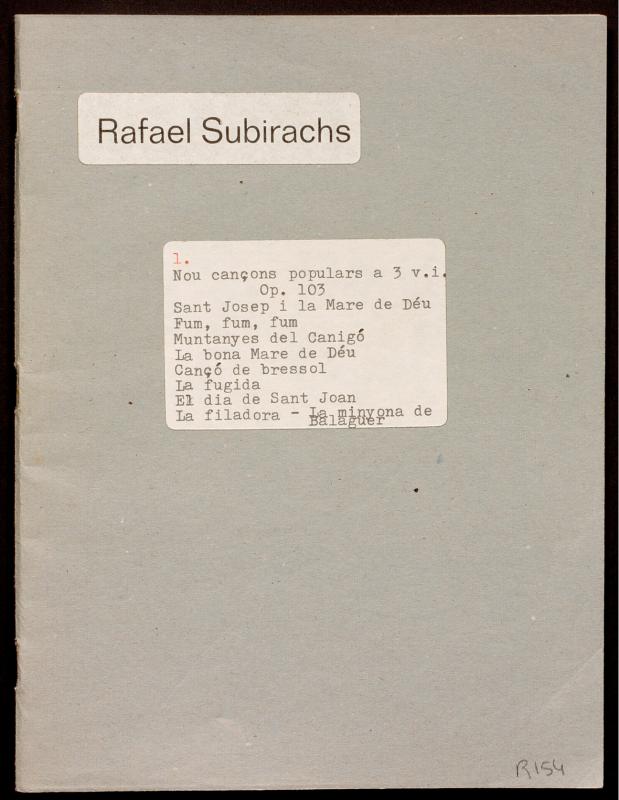 Rafael Subirachs
1.
Nou cançons populars a 3 v.i.
Op. 103
Sant Josep i la Mare de Déu
Fum, fum, fum
Muntanyes del Canigó
La bona Mare de Déu
Cançó de bressol
La fugida
El dia de Sant Joan
La filadora - La minyona de
Balaguer
R154